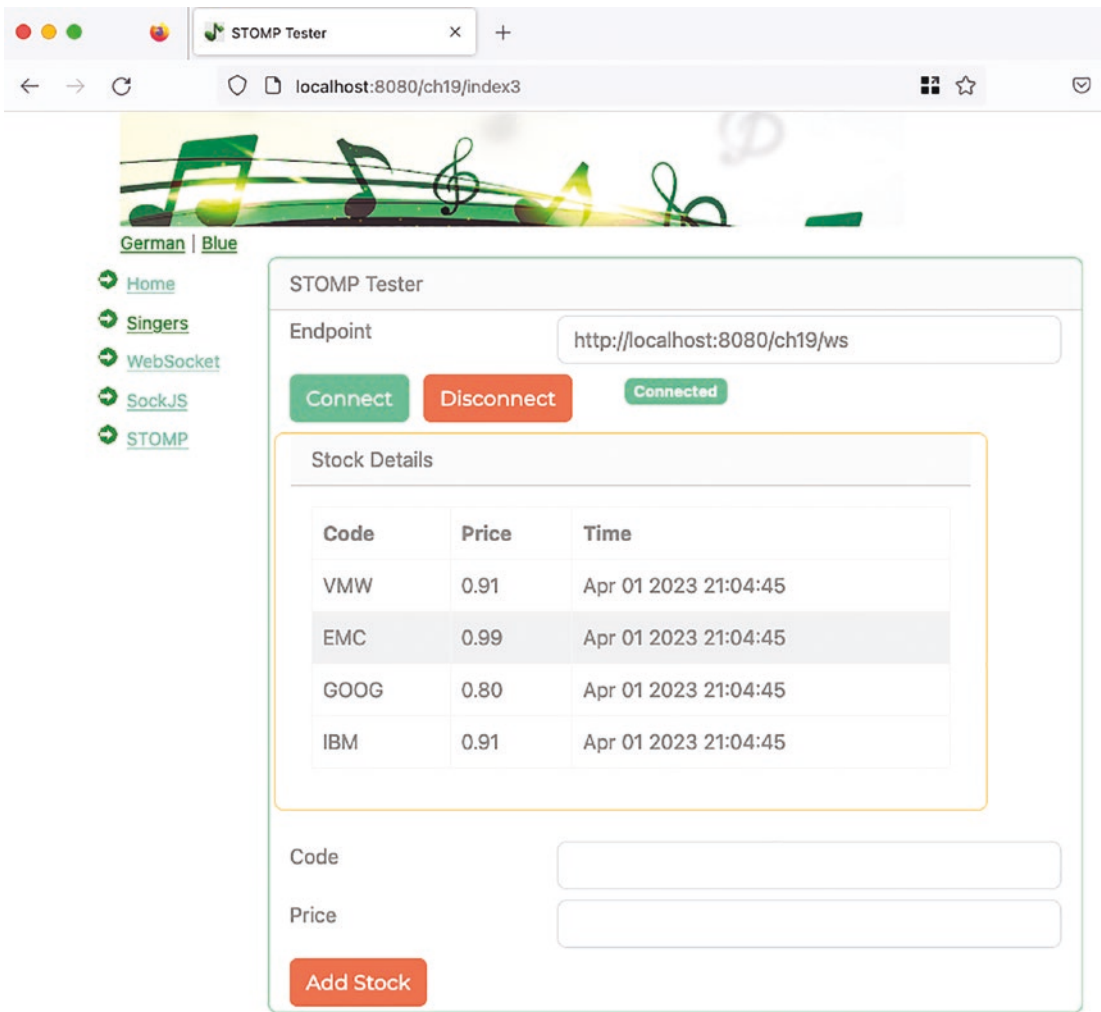 STOMP Tester
localhost:8080/ch19/index3
German | Blue
Home
Singers
WebSocket
SockJS
STOMP
STOMP Tester
Endpoint
http://localhost:8080/ch19/ws
Connect Disconnect Connected
Stock Details
Code Price Time
VMW 0.91 Apr 01 2023 21:04:45
EMC 0.99 Apr 01 2023 21:04:45
GOOG 0.80 Apr 01 2023 21:04:45
IBM 0.91 Apr 01 2023 21:04:45
Code
Price
Add Stock